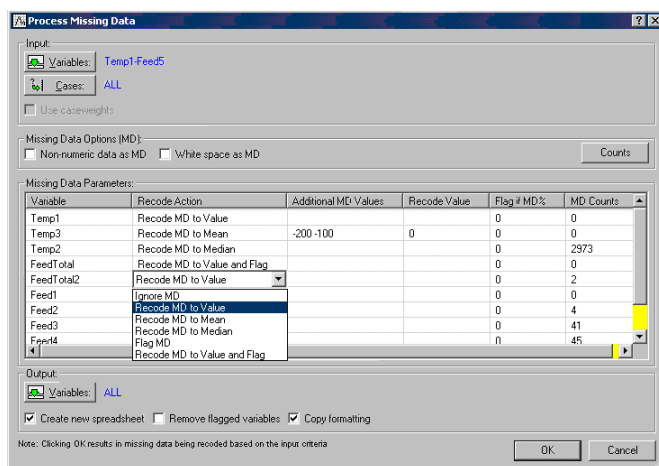 Process Missing Data
Input:
Variables: Temp1-Feed5
Cases: ALL
Use caseweights
Missing Data Options (MD):
Non-numeric data as MD White space as MD Counts
Missing Data Parameters:
Variable Recode Action Additional MD Values Recode Value Flag if MD% MD Counts
Temp1 Recode MD to Value 0 0
Temp3 Recode MD to Mean -200 -100 0 0 0
Temp2 Recode MD to Median 0 2973
FeedTotal Recode MD to Value and Flag 0 0
FeedTotal2 Recode MD to Value 0 2
Feed1 Ignore MD 0 0
Feed2 Recode MD to Value 0 4
Recode MD to Mean
Feed3 Recode MD to Median 0 41
Flag MD
Feed4 Recode MD to Value and Flag 0 45
Output:
Variables: ALL
Create new spreadsheet Remove flagged variables Copy formatting
Note: Clicking OK results in missing data being recoded based on the input criteria
OK Cancel